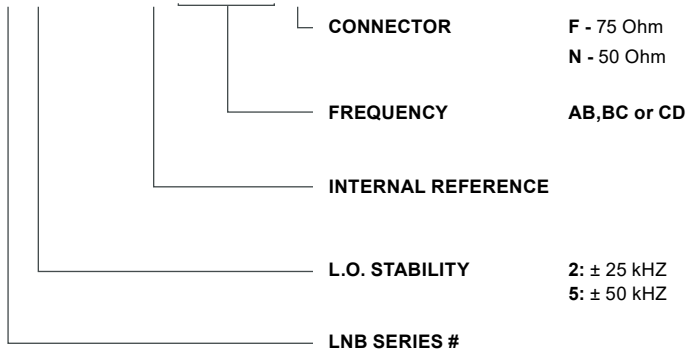 CONNECTOR F - 75 Ohm
N - 50 Ohm
FREQUENCY AB,BC or CD
INTERNAL REFERENCE
L.O. STABILITY 2: ± 25 kHZ
5: ± 50 kHZ
LNB SERIES #